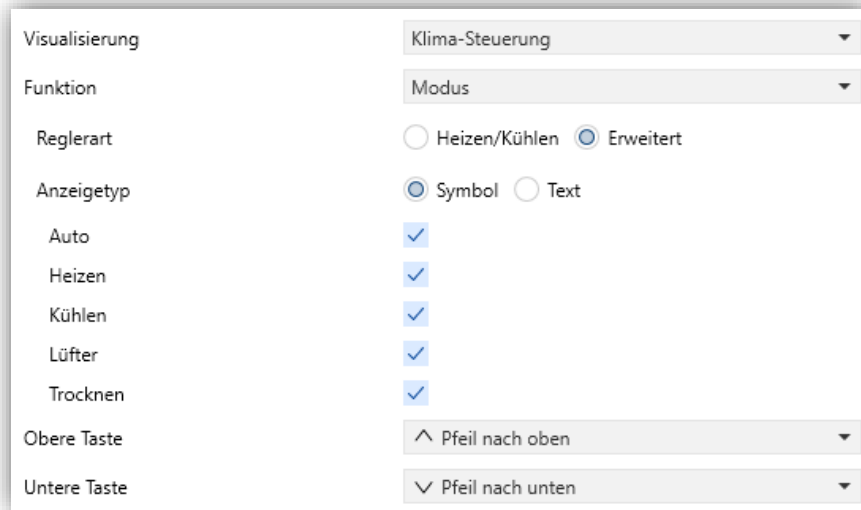 Visualisierung Klima-Steuerung
Funktion Modus
Reglerart Heizen/Kühlen Erweitert
Anzeigetyp Symbol Text
Auto
Heizen
Kühlen
Lüfter
Trocknen
Obere Taste Pfeil nach oben
Untere Taste Pfeil nach unten